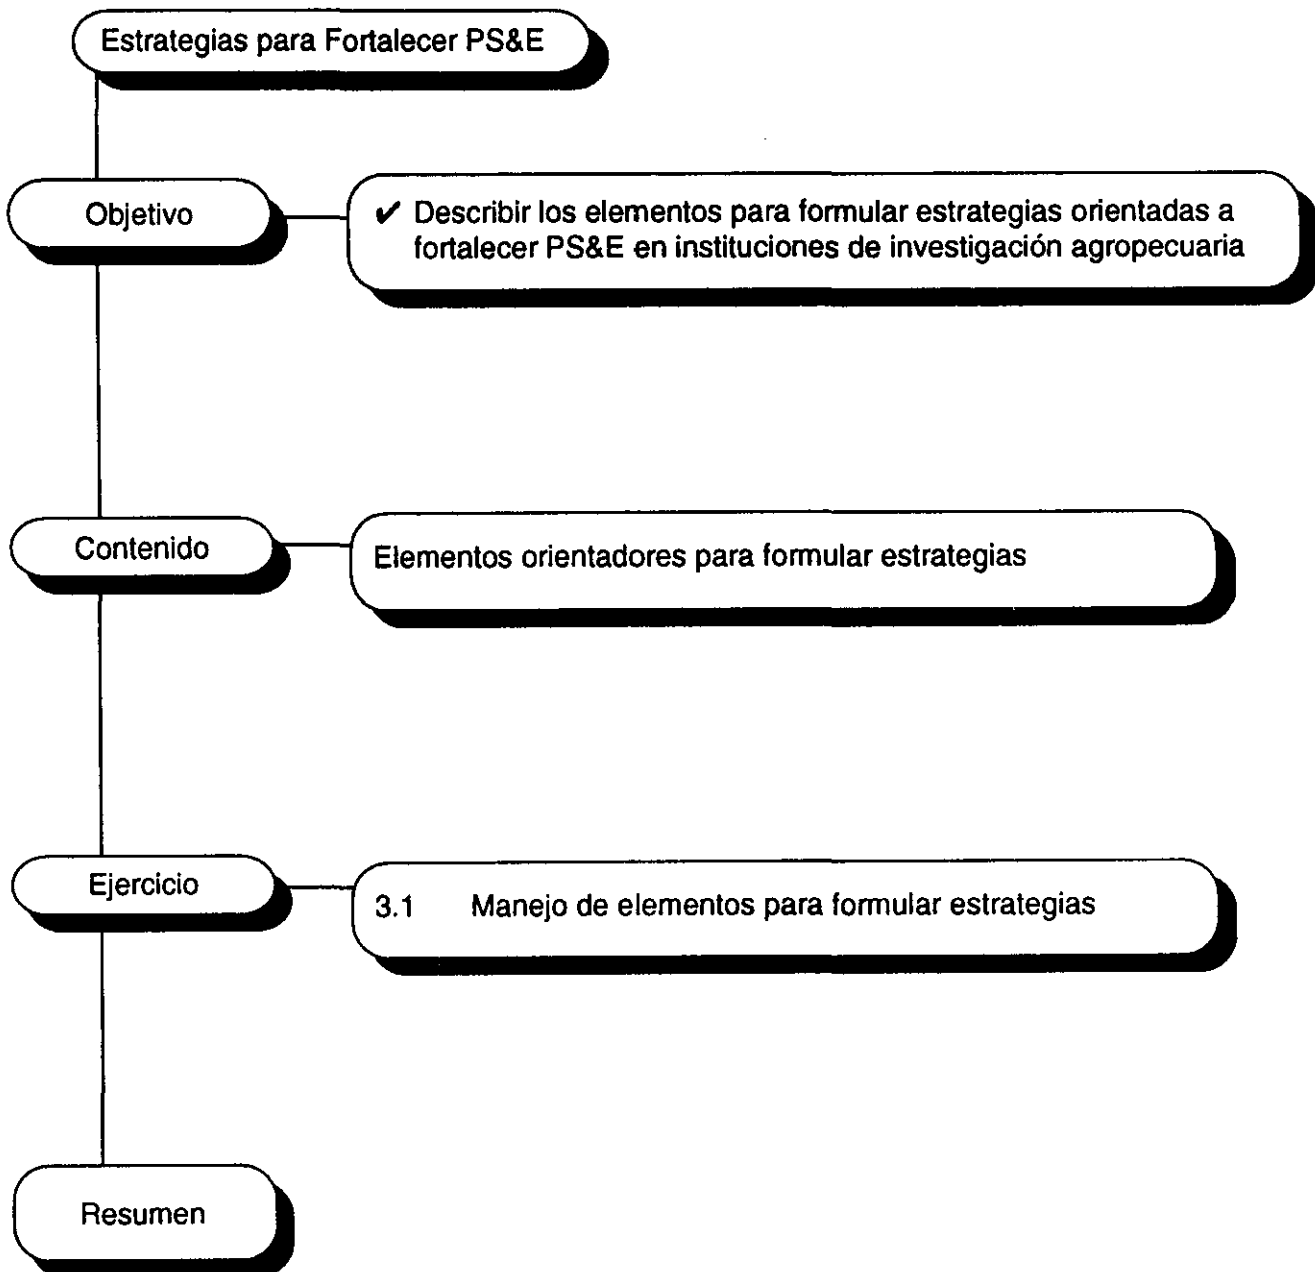 Estrategias para Fortalecer PS&E
Objetivo
✔ Describir los elementos para formular estrategias orientadas a
fortalecer PS&E en instituciones de investigación agropecuaria
Contenido
Elementos orientadores para formular estrategias
Ejercicio
3.1 Manejo de elementos para formular estrategias
Resumen